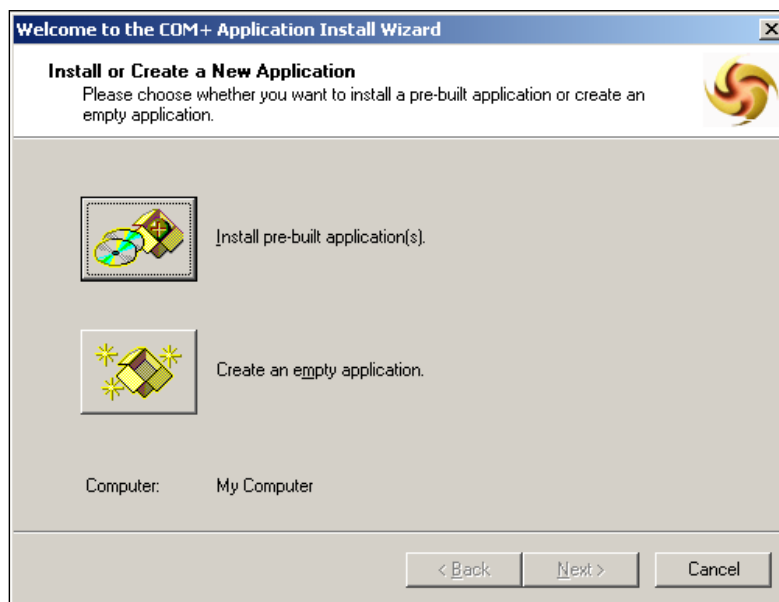 Welcome to the COM+ Application Install Wizard
Install or Create a New Application
Please choose whether you want to install a pre-built application or create an
empty application.
Install pre-built application(s).
Create an empty application.
Computer: My Computer
< Back Next > Cancel